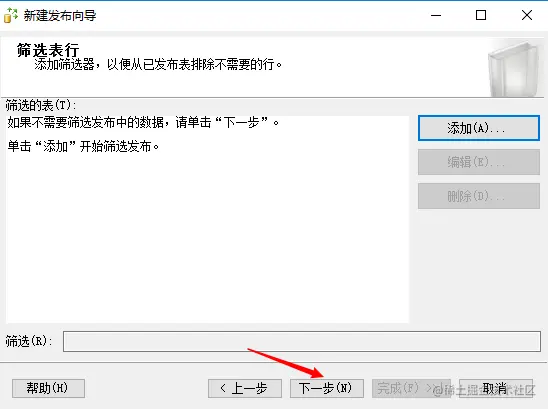 新建发布向导
筛选表行
添加筛选器，以便从已发布表排除不需要的行。
筛选的表(T):
如果不需要筛选发布中的数据，请单击“下一步”。
单击“添加”开始筛选发布。
添加(A)...
编辑(E)...
删除(D)...
筛选(R):
帮助(H)
< 上一步
下一步(N)
完成(F) >>|
取消
@稀土掘金技术社区